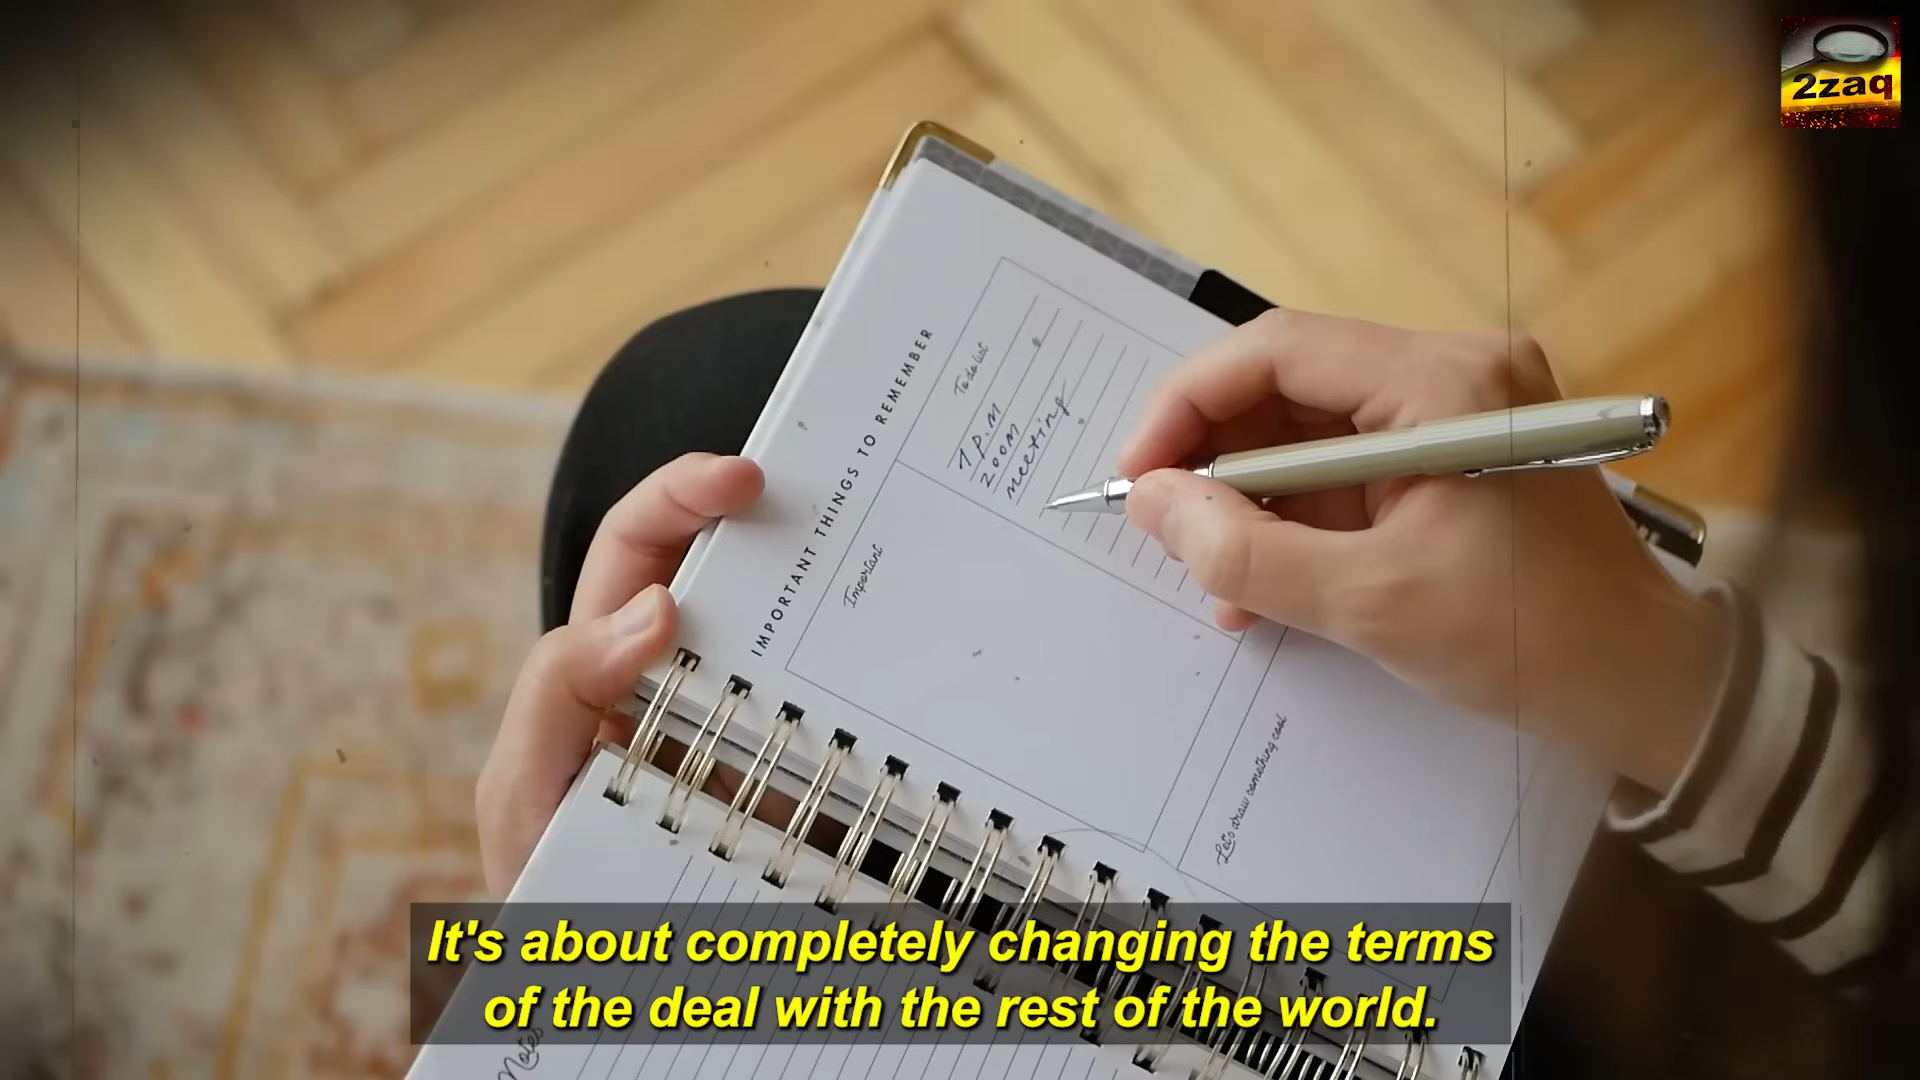 2zaq
IMPORTANT THINGS TO REMEMBER
To do list
1 P.M
ZOOM
meeting
Important
Let's draw something cool
Notes
It's about completely changing the terms
of the deal with the rest of the world.